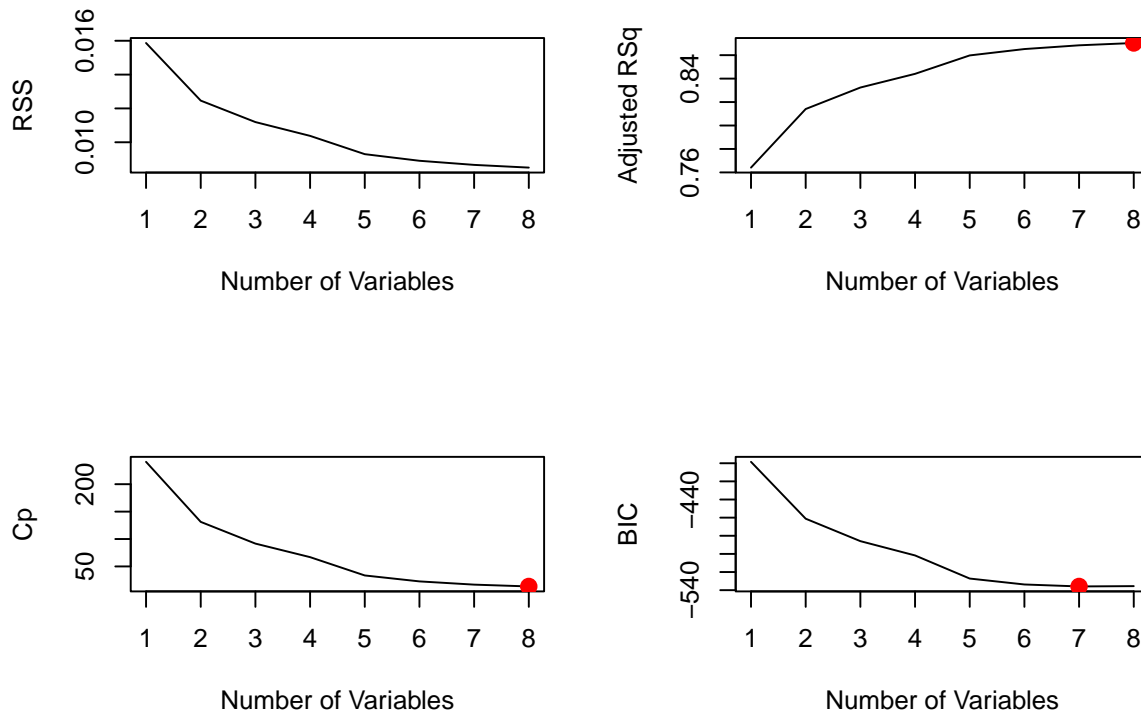 RSS
0.016
0.010
1 2 3 4 5 6 7 8
Number of Variables
Adjusted RSq
0.84
0.76
1 2 3 4 5 6 7 8
Number of Variables
Cp
200
50
1 2 3 4 5 6 7 8
Number of Variables
BIC
−440
−540
1 2 3 4 5 6 7 8
Number of Variables